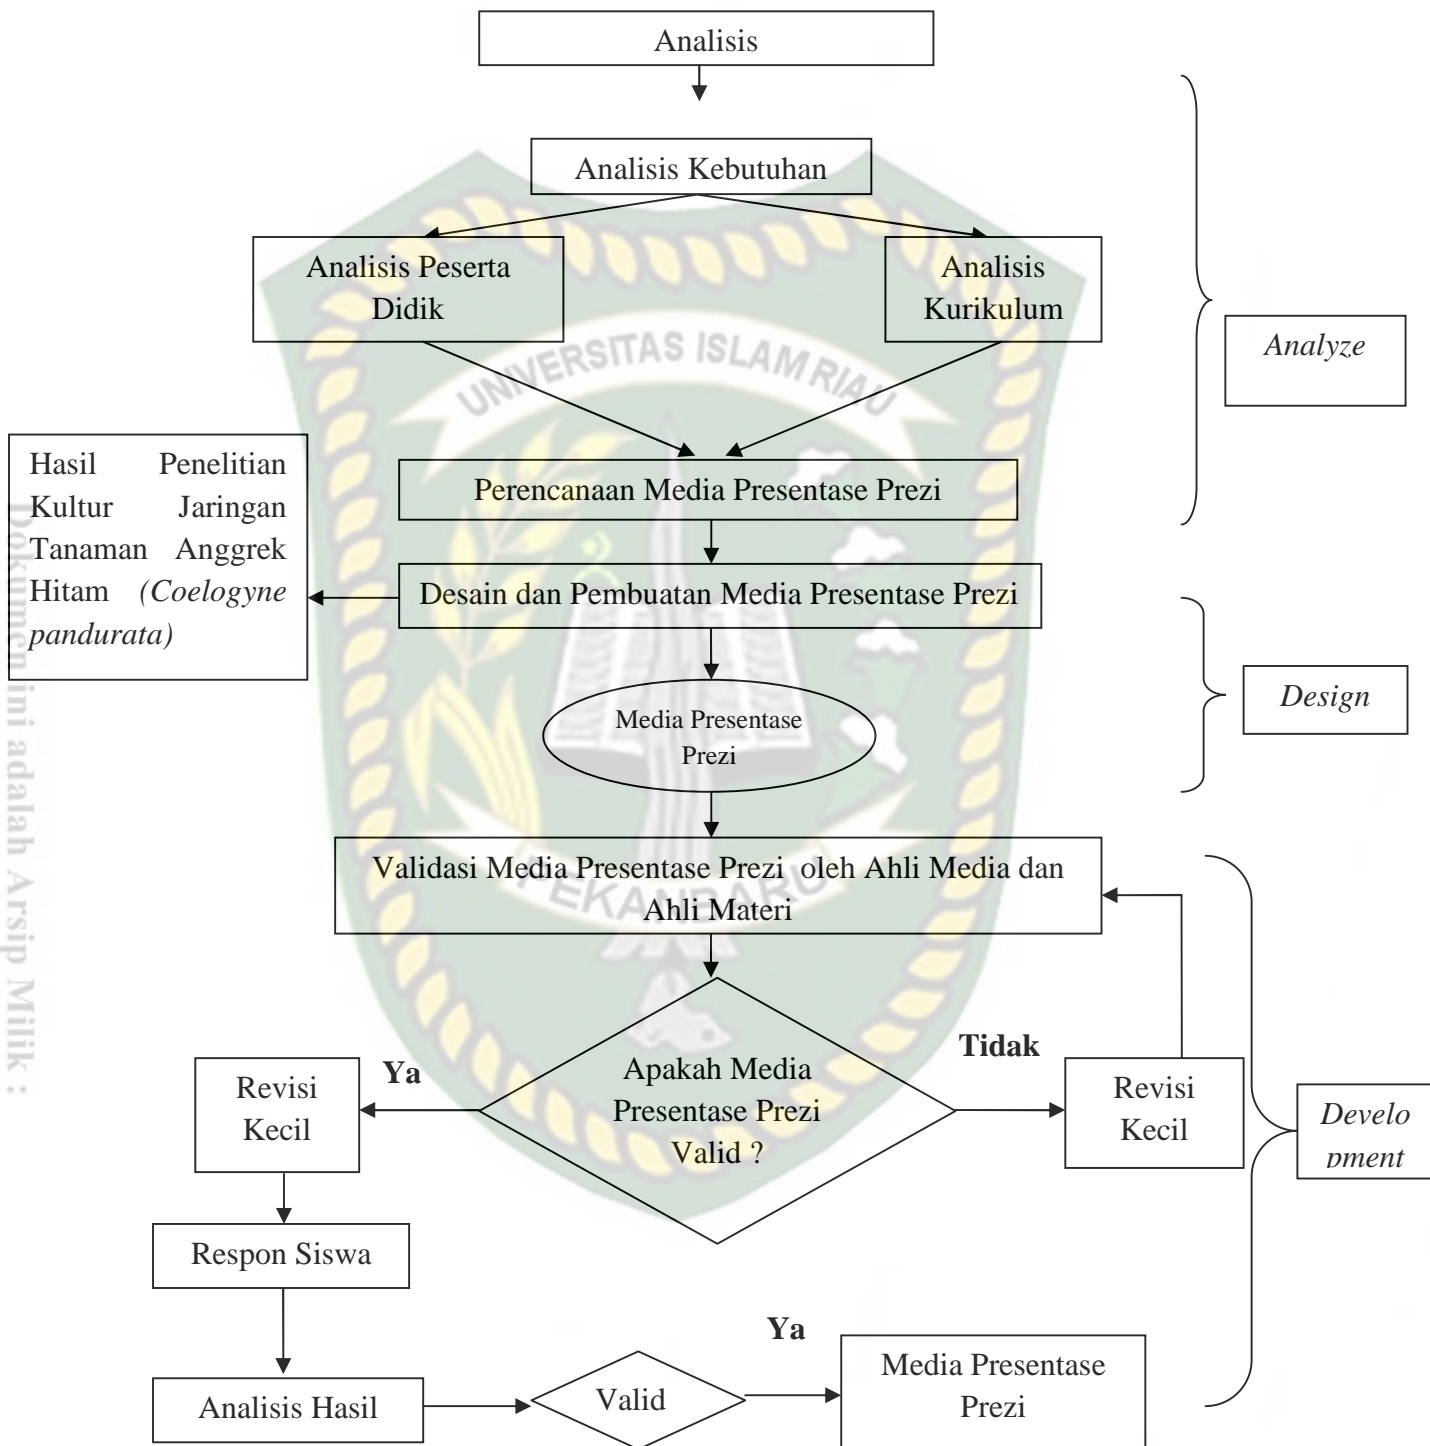 Analisis
Analisis Kebutuhan
Analisis Peserta
Didik
Analisis
Kurikulum
Analyze
UNIVERSITAS ISLAM RIAU
Hasil Penelitian
Kultur Jaringan
Tanaman Anggrek
Hitam (Coelogyne
pandurata)
Perencanaan Media Presentase Prezi
Desain dan Pembuatan Media Presentase Prezi
Design
Media Presentase
Prezi
Validasi Media Presentase Prezi oleh Ahli Media dan
Ahli Materi
PEKANBARU
Apakah Media
Presentase Prezi
Valid ?
Ya
Tidak
Revisi
Kecil
Revisi
Kecil
Develo
pment
Respon Siswa
Analisis Hasil
Valid
Ya
Media Presentase
Prezi
Dokumen ini adalah Arsip Milik :